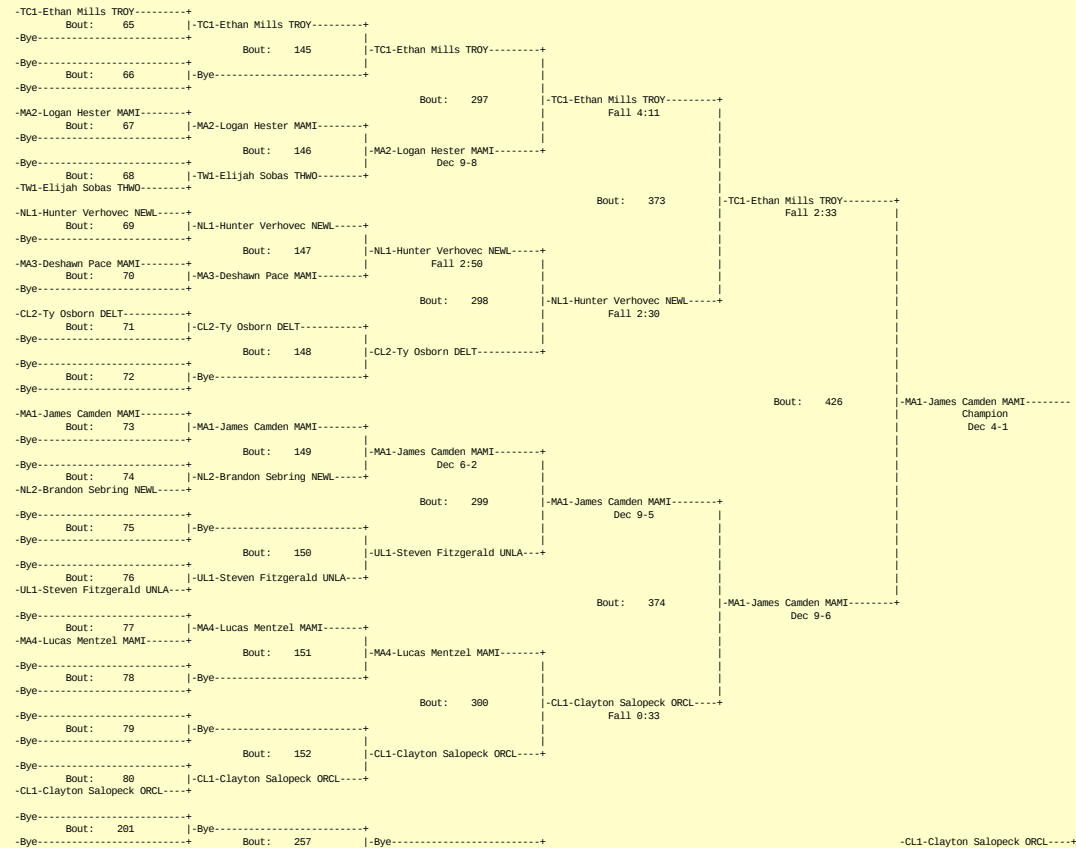 -TC1-Ethan Mills TROY---------+
Bout: 65 |-TC1-Ethan Mills TROY---------+
-Bye-------------------------+ |
Bout: 145 |-TC1-Ethan Mills TROY---------+
-Bye-------------------------+ | |
Bout: 66 |-Bye-------------------------+ |
-Bye-------------------------+ |
Bout: 297 |-TC1-Ethan Mills TROY---------+
-MA2-Logan Hester MAMI--------+ | Fall 4:11 |
Bout: 67 |-MA2-Logan Hester MAMI--------+ | |
-Bye-------------------------+ | | |
Bout: 146 |-MA2-Logan Hester MAMI--------+ |
-Bye-------------------------+ | Dec 9-8 |
Bout: 68 |-TW1-Elijah Sobas THWO--------+ |
-TW1-Elijah Sobas THWO--------+ |
Bout: 373 |-TC1-Ethan Mills TROY---------+
-NL1-Hunter Verhovec NEWL-----+ | Fall 2:33 |
Bout: 69 |-NL1-Hunter Verhovec NEWL-----+ | |
-Bye-------------------------+ | | |
Bout: 147 |-NL1-Hunter Verhovec NEWL-----+ | |
-MA3-Deshawn Pace MAMI--------+ | Fall 2:50 | | |
Bout: 70 |-MA3-Deshawn Pace MAMI--------+ | | |
-Bye-------------------------+ | | |
Bout: 298 |-NL1-Hunter Verhovec NEWL-----+ |
-CL2-Ty Osborn DELT-----------+ | Fall 2:30 |
Bout: 71 |-CL2-Ty Osborn DELT-----------+ | |
-Bye-------------------------+ | | |
Bout: 148 |-CL2-Ty Osborn DELT-----------+ |
-Bye-------------------------+ | |
Bout: 72 |-Bye-------------------------+ |
-Bye-------------------------+ |
Bout: 426 |-MA1-James Camden MAMI--------
-MA1-James Camden MAMI--------+ | Champion
Bout: 73 |-MA1-James Camden MAMI--------+ | Dec 4-1
-Bye-------------------------+ | |
Bout: 149 |-MA1-James Camden MAMI--------+ |
-Bye-------------------------+ | Dec 6-2 | |
Bout: 74 |-NL2-Brandon Sebring NEWL-----+ | |
-NL2-Brandon Sebring NEWL-----+ | |
Bout: 299 |-MA1-James Camden MAMI--------+ |
-Bye-------------------------+ | Dec 9-5 | |
Bout: 75 |-Bye-------------------------+ | | |
-Bye-------------------------+ | | | |
Bout: 150 |-UL1-Steven Fitzgerald UNLA---+ | |
-Bye-------------------------+ | | |
Bout: 76 |-UL1-Steven Fitzgerald UNLA---+ | |
-UL1-Steven Fitzgerald UNLA---+ | |
Bout: 374 |-MA1-James Camden MAMI--------+
-Bye-------------------------+ | Dec 9-6
Bout: 77 |-MA4-Lucas Mentzel MAMI-------+ |
-MA4-Lucas Mentzel MAMI-------+ | |
Bout: 151 |-MA4-Lucas Mentzel MAMI-------+ |
-Bye-------------------------+ | | |
Bout: 78 |-Bye-------------------------+ | |
-Bye-------------------------+ | |
Bout: 300 |-CL1-Clayton Salopeck ORCL----+
-Bye-------------------------+ | Fall 0:33
Bout: 79 |-Bye-------------------------+ |
-Bye-------------------------+ | |
Bout: 152 |-CL1-Clayton Salopeck ORCL----+
-Bye-------------------------+ |
Bout: 80 |-CL1-Clayton Salopeck ORCL----+
-CL1-Clayton Salopeck ORCL----+
-Bye-------------------------+
Bout: 201 |-Bye-------------------------+
-Bye-------------------------+ Bout: 257 |-Bye-------------------------+ -CL1-Clayton Salopeck ORCL----+